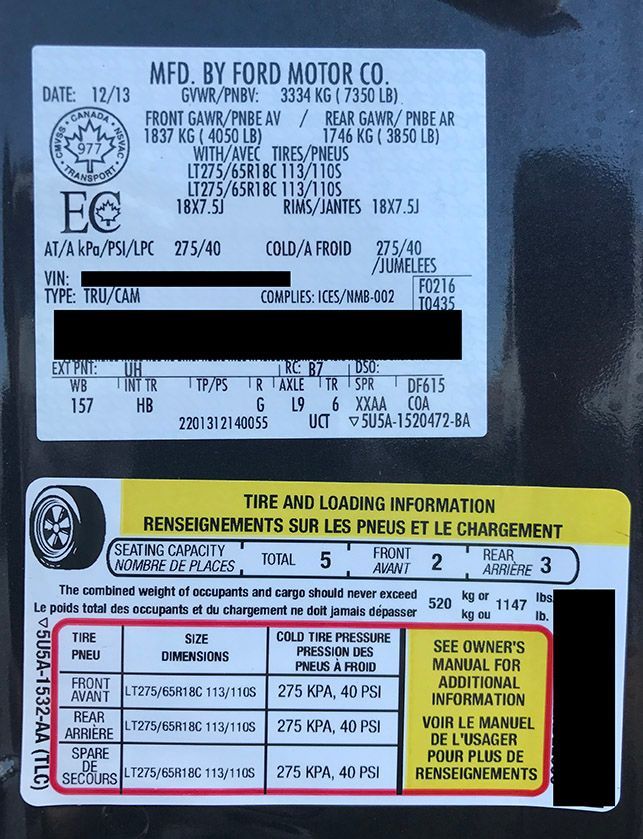 MFD. BY FORD MOTOR CO.
DATE: 12/13 GVWR/PNBV: 3334 KG ( 7350 LB)
CANADA
CMVSS 977 NSVAC
TRANSPORT
FRONT GAWR/PNBE AV / REAR GAWR/ PNBE AR
1837 KG ( 4050 LB) 1746 KG ( 3850 LB)
WITH/AVEC TIRES/PNEUS
LT275/65R18C 113/110S
LT275/65R18C 113/110S
EC
18X7.5J RIMS/JANTES 18X7.5J
AT/A kPa/PSI/LPC 275/40 COLD/A FROID 275/40
/JUMELEES
VIN:
F0216
TYPE: TRU/CAM COMPLIES: ICES/NMB-002 T0435
EXT PNT: UH RC: B7 DSO:
WB INT TR TP/PS R AXLE TR SPR DF615
157 HB G L9 6 XXAA COA
2201312140055 UCT ▽5U5A-1520472-BA
TIRE AND LOADING INFORMATION
RENSEIGNEMENTS SUR LES PNEUS ET LE CHARGEMENT
SEATING CAPACITY
NOMBRE DE PLACES
TOTAL 5
FRONT
AVANT 2
REAR
ARRIÈRE 3
The combined weight of occupants and cargo should never exceed 520 kg or 1147 lbs.
Le poids total des occupants et du chargement ne doit jamais dépasser kg ou lb.
▽5U5A-1532-AA (TLC)
TIRE
PNEU
SIZE
DIMENSIONS
COLD TIRE PRESSURE
PRESSION DES
PNEUS À FROID
FRONT
AVANT
LT275/65R18C 113/110S 275 KPA, 40 PSI
REAR
ARRIÈRE
LT275/65R18C 113/110S 275 KPA, 40 PSI
SPARE
DE
SECOURS
LT275/65R18C 113/110S 275 KPA, 40 PSI
SEE OWNER'S
MANUAL FOR
ADDITIONAL
INFORMATION
VOIR LE MANUEL
DE L'USAGER
POUR PLUS DE
RENSEIGNEMENTS